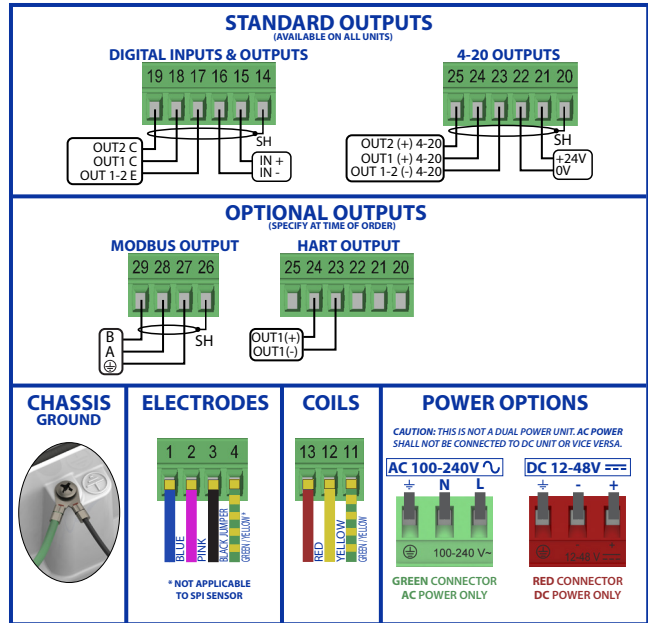 STANDARD OUTPUTS
(AVAILABLE ON ALL UNITS)
DIGITAL INPUTS & OUTPUTS
19 18 17 16 15 14
OUT2 C
OUT1 C
OUT 1-2 E
SH
IN +
IN -
4-20 OUTPUTS
25 24 23 22 21 20
OUT2 (+) 4-20
OUT1 (+) 4-20
OUT 1-2 (-) 4-20
SH
+24V
0V
OPTIONAL OUTPUTS
(SPECIFY AT TIME OF ORDER)
MODBUS OUTPUT
29 28 27 26
B
A
SH
HART OUTPUT
25 24 23 22 21 20
OUT1(+)
OUT1(-)
CHASSIS
GROUND
ELECTRODES
1 2 3 4
BLUE
PINK
BLACK JUMPER
GREEN / YELLOW *
* NOT APPLICABLE
TO SPI SENSOR
COILS
13 12 11
RED
YELLOW
GREEN / YELLOW
POWER OPTIONS
CAUTION: THIS IS NOT A DUAL POWER UNIT. AC POWER
SHALL NOT BE CONNECTED TO DC UNIT OR VICE VERSA.
AC 100-240V
N L
100-240 V~
GREEN CONNECTOR
AC POWER ONLY
DC 12-48V
- +
- +
12-48 V
RED CONNECTOR
DC POWER ONLY